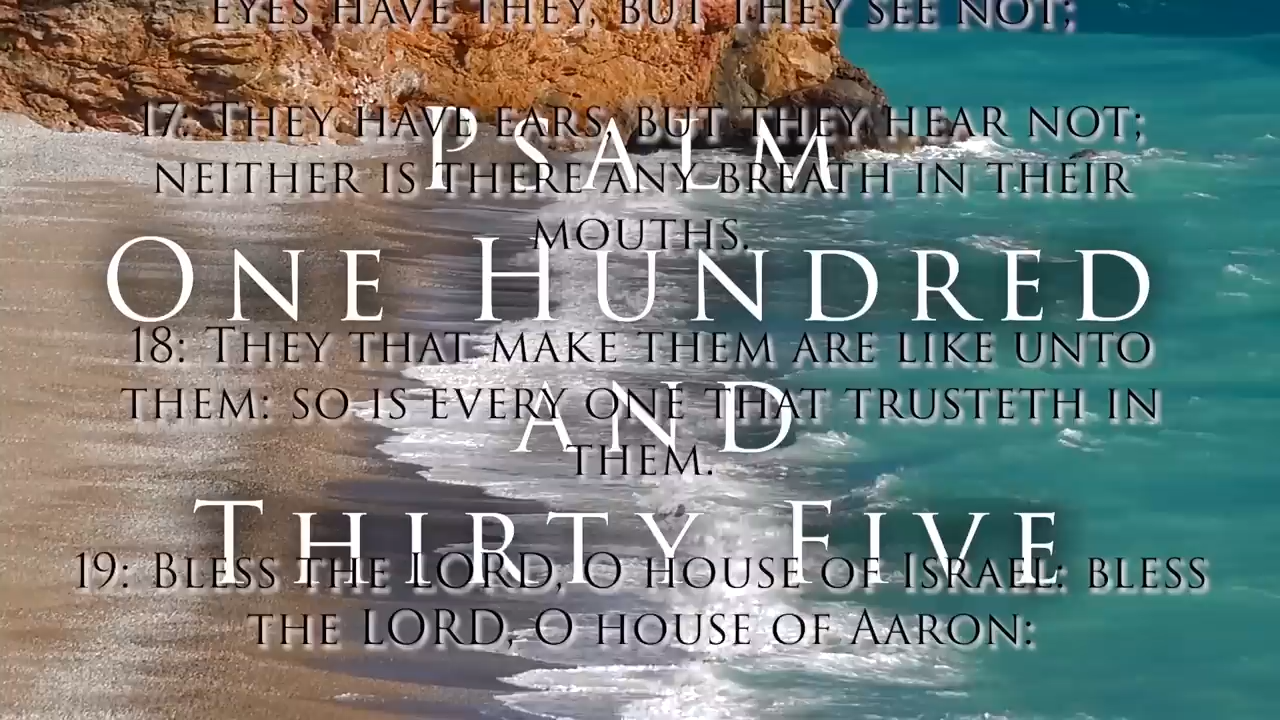 EYES HAVE THEY, BUT THEY SEE NOT;
17: THEY HAVE EARS, BUT THEY HEAR NOT;
NEITHER IS THERE ANY BREATH IN THEIR
MOUTHS.
18: THEY THAT MAKE THEM ARE LIKE UNTO
THEM: SO IS EVERY ONE THAT TRUSTETH IN
THEM.
19: BLESS THE LORD, O HOUSE OF ISRAEL: BLESS
THE LORD, O HOUSE OF AARON:
PSALM
ONE HUNDRED
AND
THIRTY FIVE